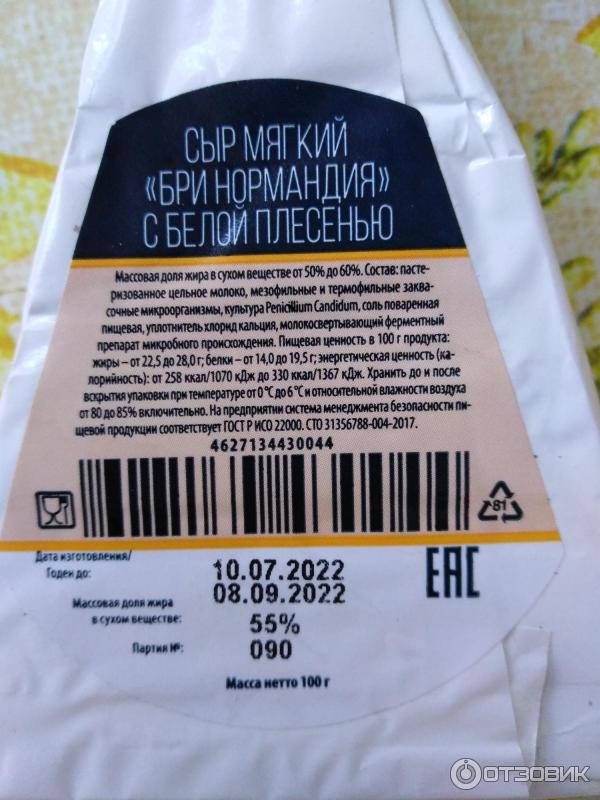 СЫР МЯГКИЙ
«БРИ НОРМАНДИЯ»
С БЕЛОЙ ПЛЕСЕНЬЮ
Массовая доля жира в сухом веществе от 50% до 60%. Состав: пасте-
ризованное цельное молоко, мезофильные и термофильные заква-
сочные микроорганизмы, культура Penicillium Candidum, соль поваренная
пищевая, уплотнитель хлорид кальция, молокосвертывающий ферментный
препарат микробного происхождения. Пищевая ценность в 100 г продукта:
жиры – от 22,5 до 28,0 г; белки – от 14,0 до 19,5 г; энергетическая ценность (ка-
лорийность): от 258 ккал/1070 кДж до 330 ккал/1367 кДж. Хранить до и после
вскрытия упаковки при температуре от 0 °С до 6 °С и относительной влажности воздуха
от 80 до 85% включительно. На предприятии система менеджмента безопасности пи-
щевой продукции соответствует ГОСТ Р ИСО 22000. СТО 31356788-004-2017.
4627134430044
81
Дата изготовления/
Годен до:
10.07.2022
08.09.2022
EAC
Массовая доля жира
в сухом веществе:
55%
Партия №:
090
Масса нетто 100 г
ОТЗОВИК